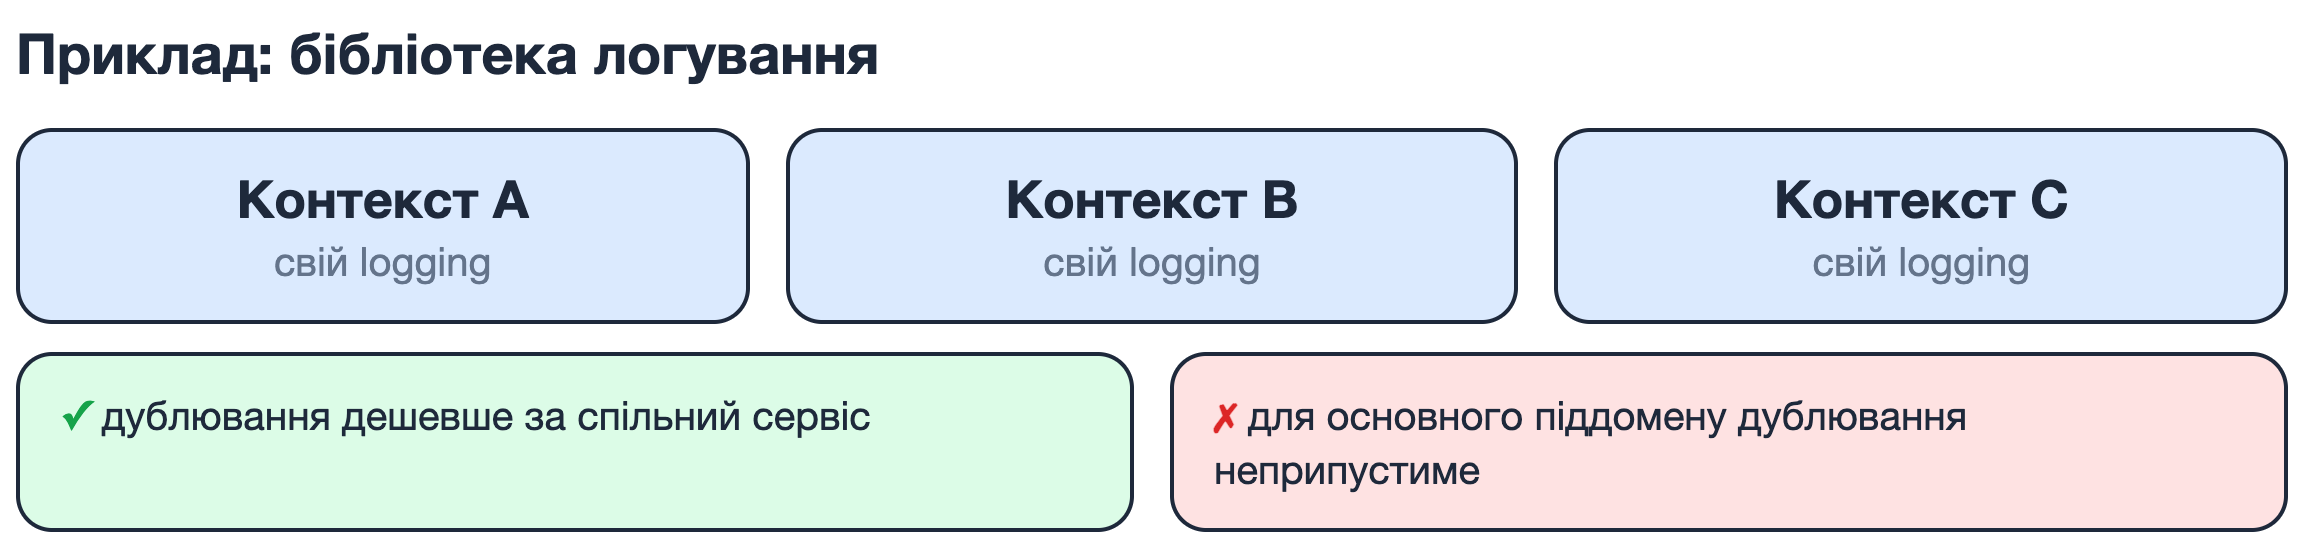 Приклад: бібліотека логування
Контекст A
свій logging
Контекст B
свій logging
Контекст C
свій logging
✓ дублювання дешевше за спільний сервіс
✗ для основного піддомену дублювання
неприпустиме